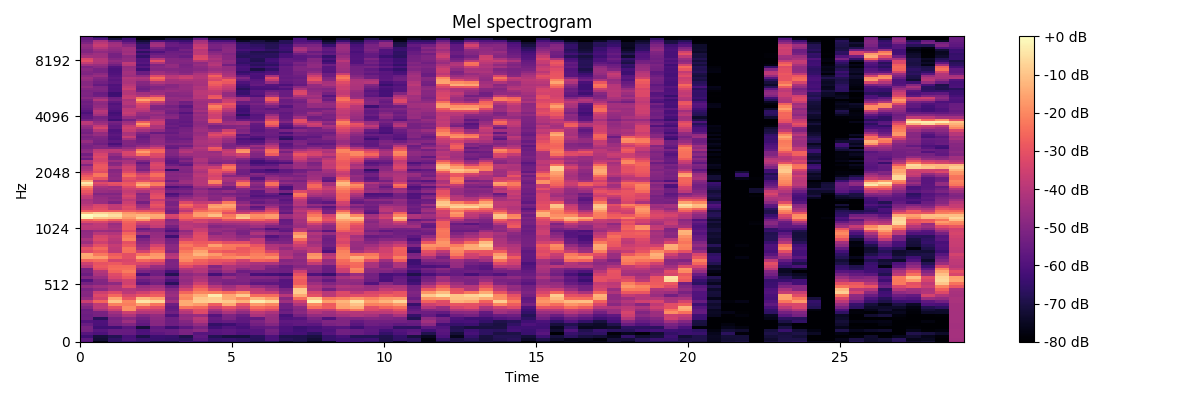 Mel spectrogram
8192
4096
2048
1024
512
0
Hz
0 5 10 15 20 25
Time
+0 dB
-10 dB
-20 dB
-30 dB
-40 dB
-50 dB
-60 dB
-70 dB
-80 dB